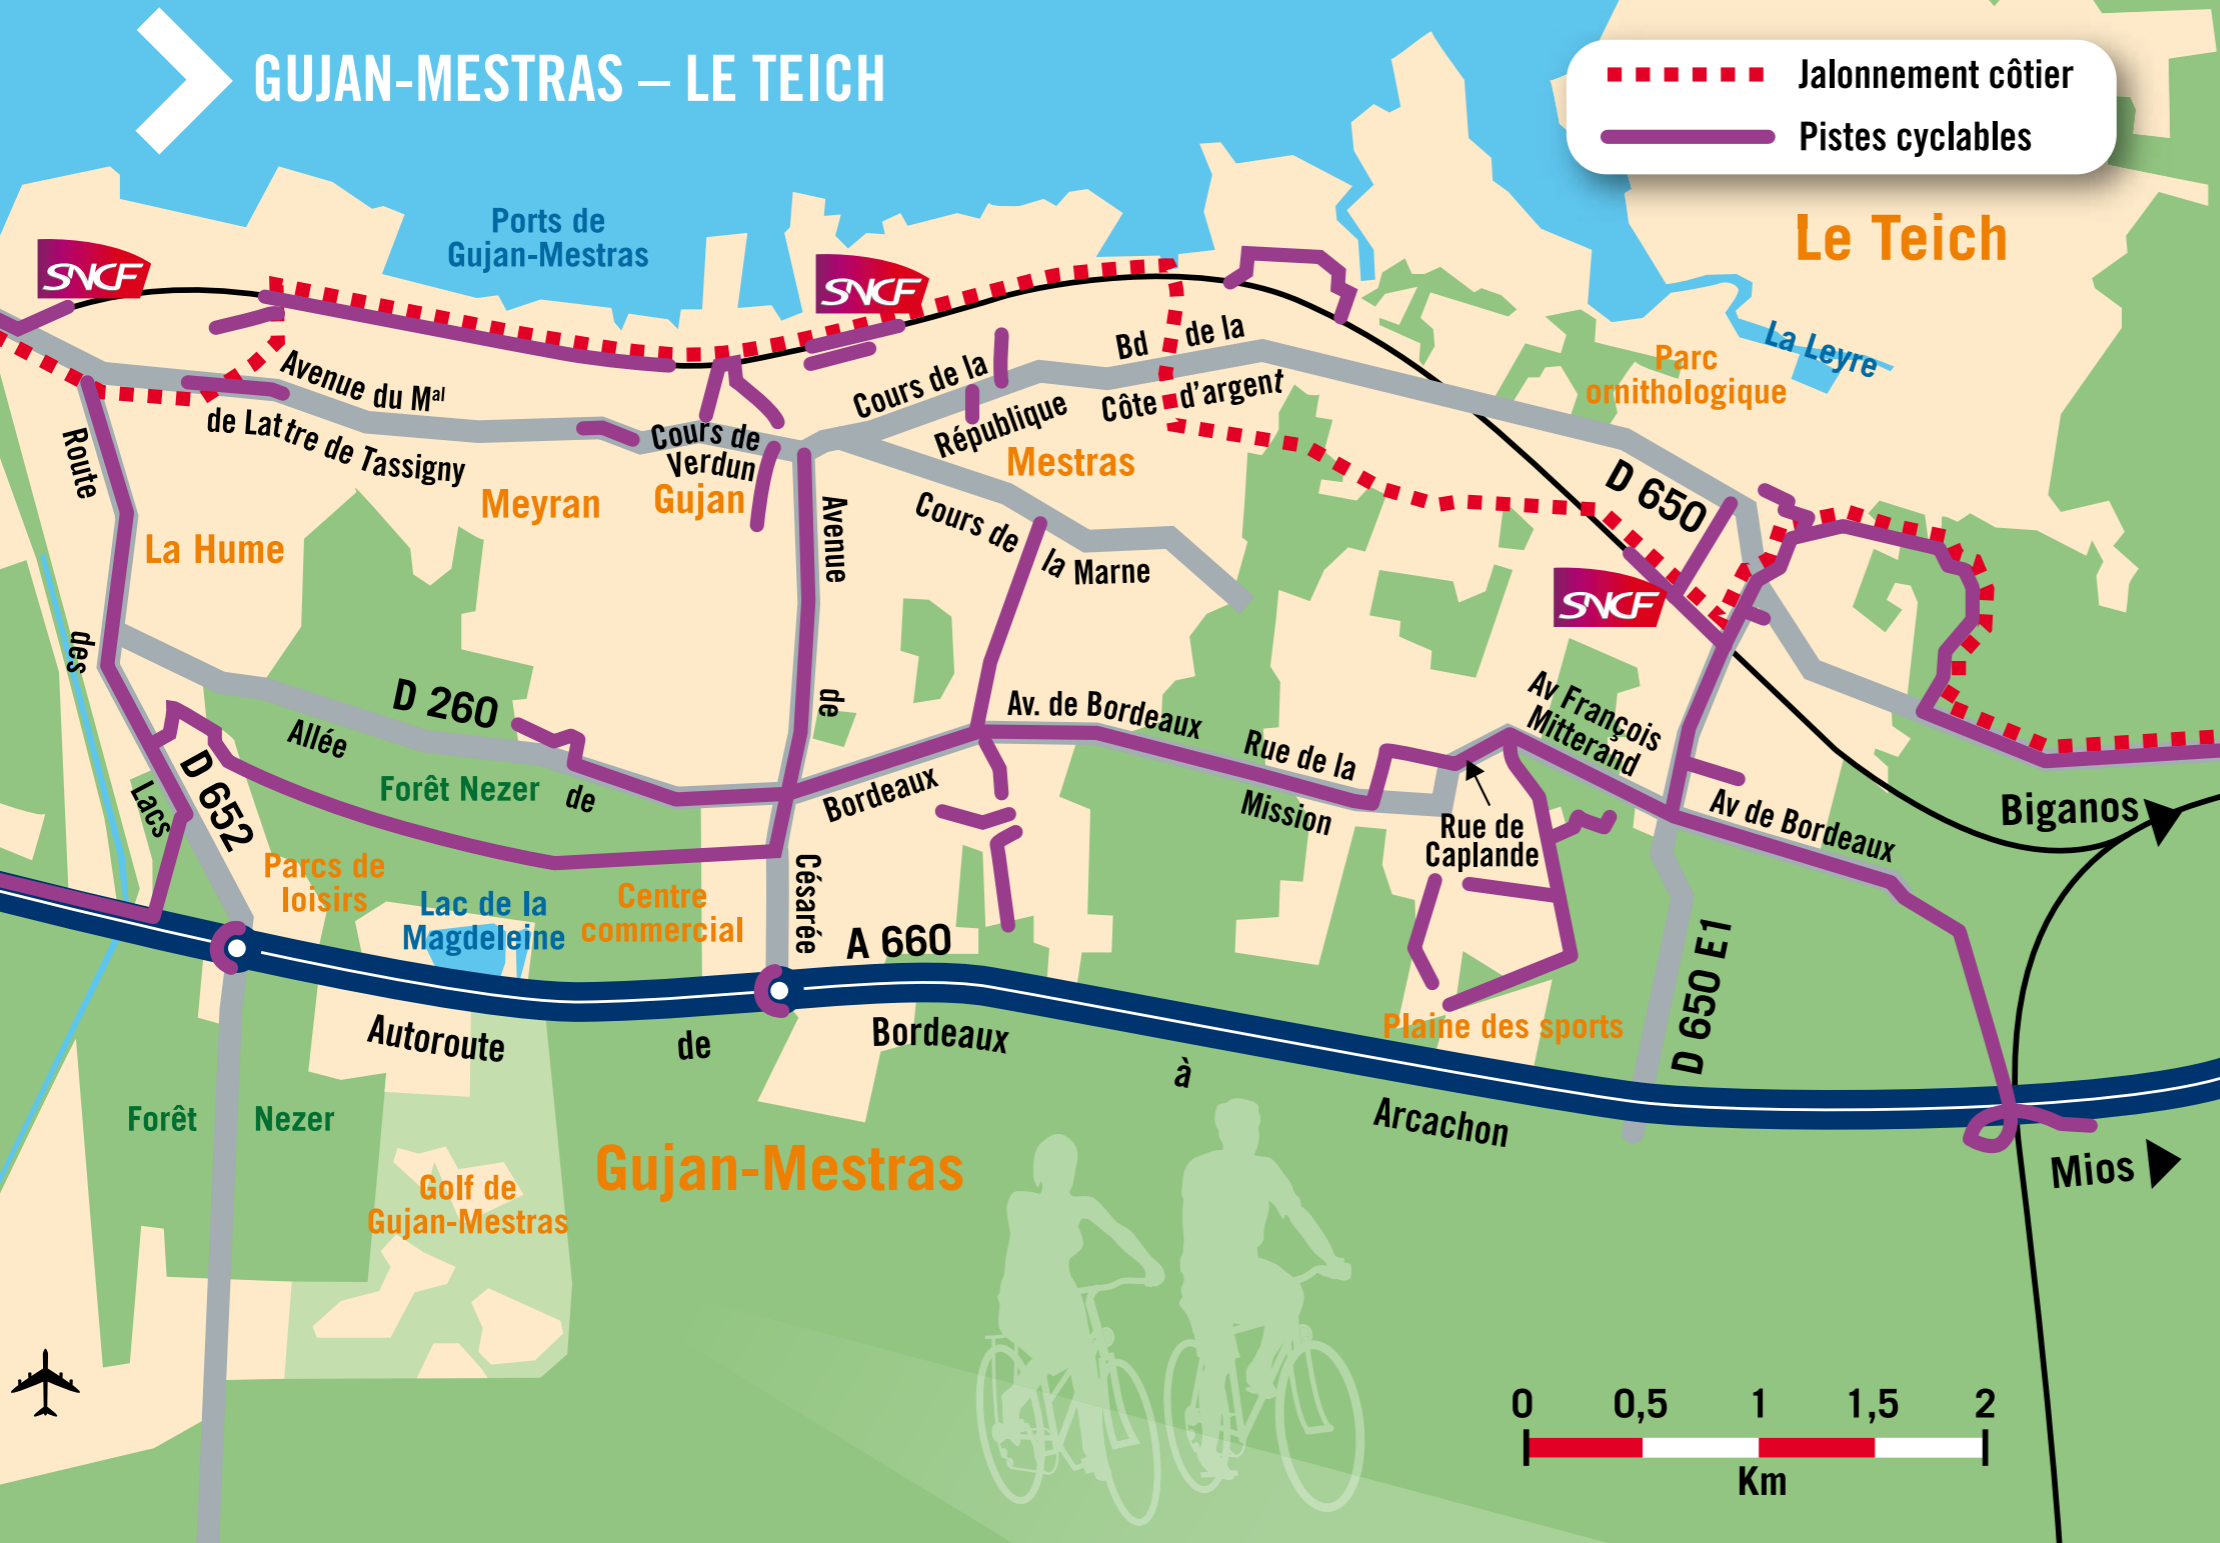 GUJAN-MESTRAS – LE TEICH
Jalonnement côtier
Pistes cyclables
Le Teich
Ports de
Gujan-Mestras
SNCF
SNCF
La Leyre
Parc
ornithologique
Bd de la
Côte d'argent
Cours de la
République
Avenue du Mal
de Lattre de Tassigny
Cours de
Verdun
Mestras
Meyran
Gujan
D 650
Route des Lacs
La Hume
Avenue de Césarée
Cours de la Marne
SNCF
D 260
Allée de Bordeaux
Av. de Bordeaux
Rue de la
Mission
Av François
Mitterand
Forêt Nezer
D 652
Rue de
Caplande
Av de Bordeaux
Biganos
Parcs de
loisirs
Lac de la
Magdeleine
Centre
commercial
A 660
D 650 E1
Plaine des sports
Autoroute de Bordeaux à Arcachon
Forêt Nezer
Mios
Gujan-Mestras
Golf de
Gujan-Mestras
0 0,5 1 1,5 2
Km